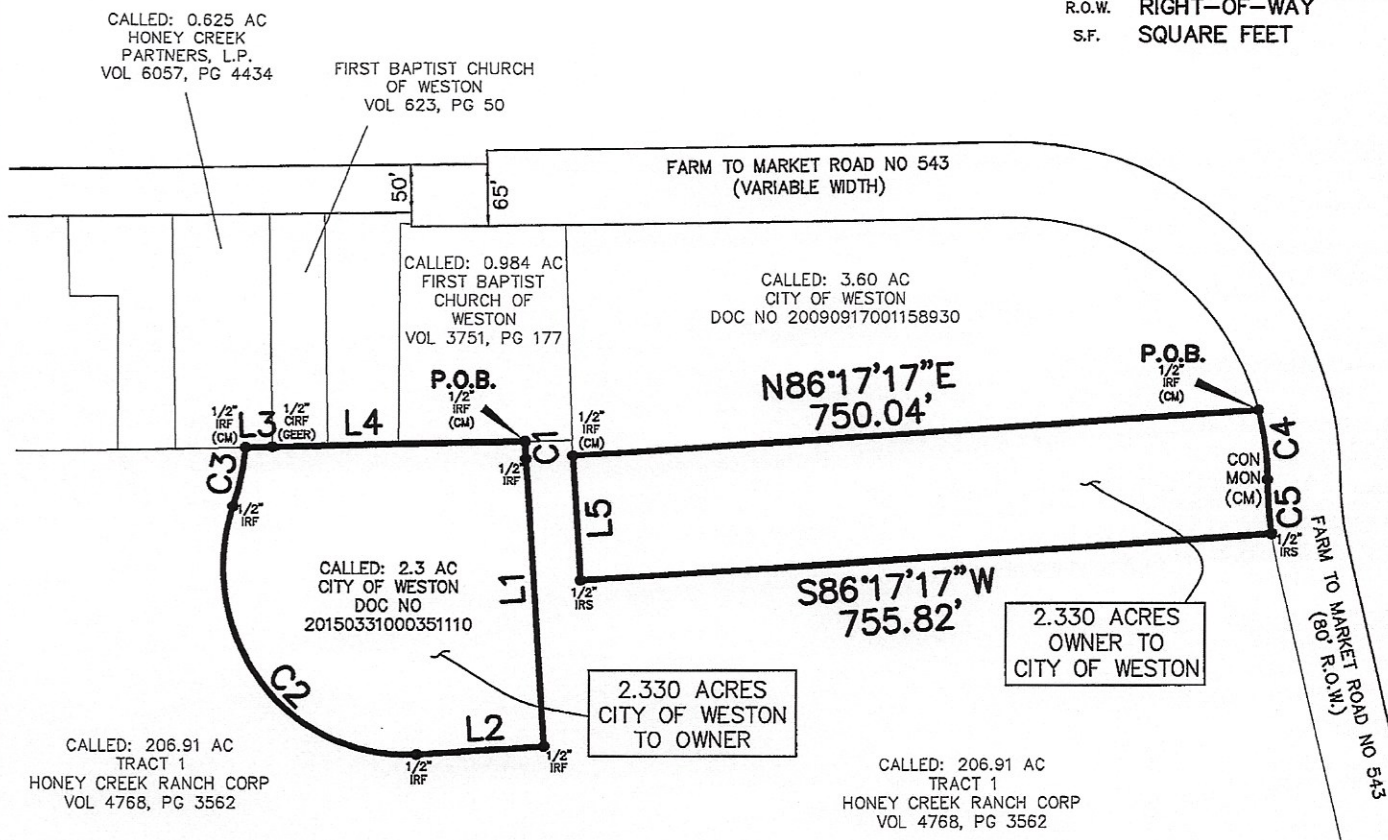 R.O.W. RIGHT-OF-WAY
S.F. SQUARE FEET
CALLED: 0.625 AC
HONEY CREEK
PARTNERS, L.P.
VOL 6057, PG 4434
FIRST BAPTIST CHURCH
OF WESTON
VOL 623, PG 50
50'
65'
FARM TO MARKET ROAD NO 543
(VARIABLE WIDTH)
CALLED: 0.984 AC
FIRST BAPTIST
CHURCH OF
WESTON
VOL 3751, PG 177
CALLED: 3.60 AC
CITY OF WESTON
DOC NO 20090917001158930
P.O.B.
1/2"
IRF
(CM)
P.O.B.
1/2"
IRF
(CM)
N86°17'17"E
750.04'
1/2"
IRF
(CM)
L3
1/2"
CIRF
(GEER)
L4
C1
1/2"
IRF
(CM)
C4
C3
1/2"
IRF
1/2"
IRF
CON
MON
(CM)
C5
L5
1/2"
IRS
FARM TO MARKET ROAD NO 543
(80' R.O.W.)
CALLED: 2.3 AC
CITY OF WESTON
DOC NO
20150331000351110
L1
1/2"
IRS
S86°17'17"W
755.82'
2.330 ACRES
OWNER TO
CITY OF WESTON
C2
2.330 ACRES
CITY OF WESTON
TO OWNER
L2
1/2"
IRF
1/2"
IRF
CALLED: 206.91 AC
TRACT 1
HONEY CREEK RANCH CORP
VOL 4768, PG 3562
CALLED: 206.91 AC
TRACT 1
HONEY CREEK RANCH CORP
VOL 4768, PG 3562